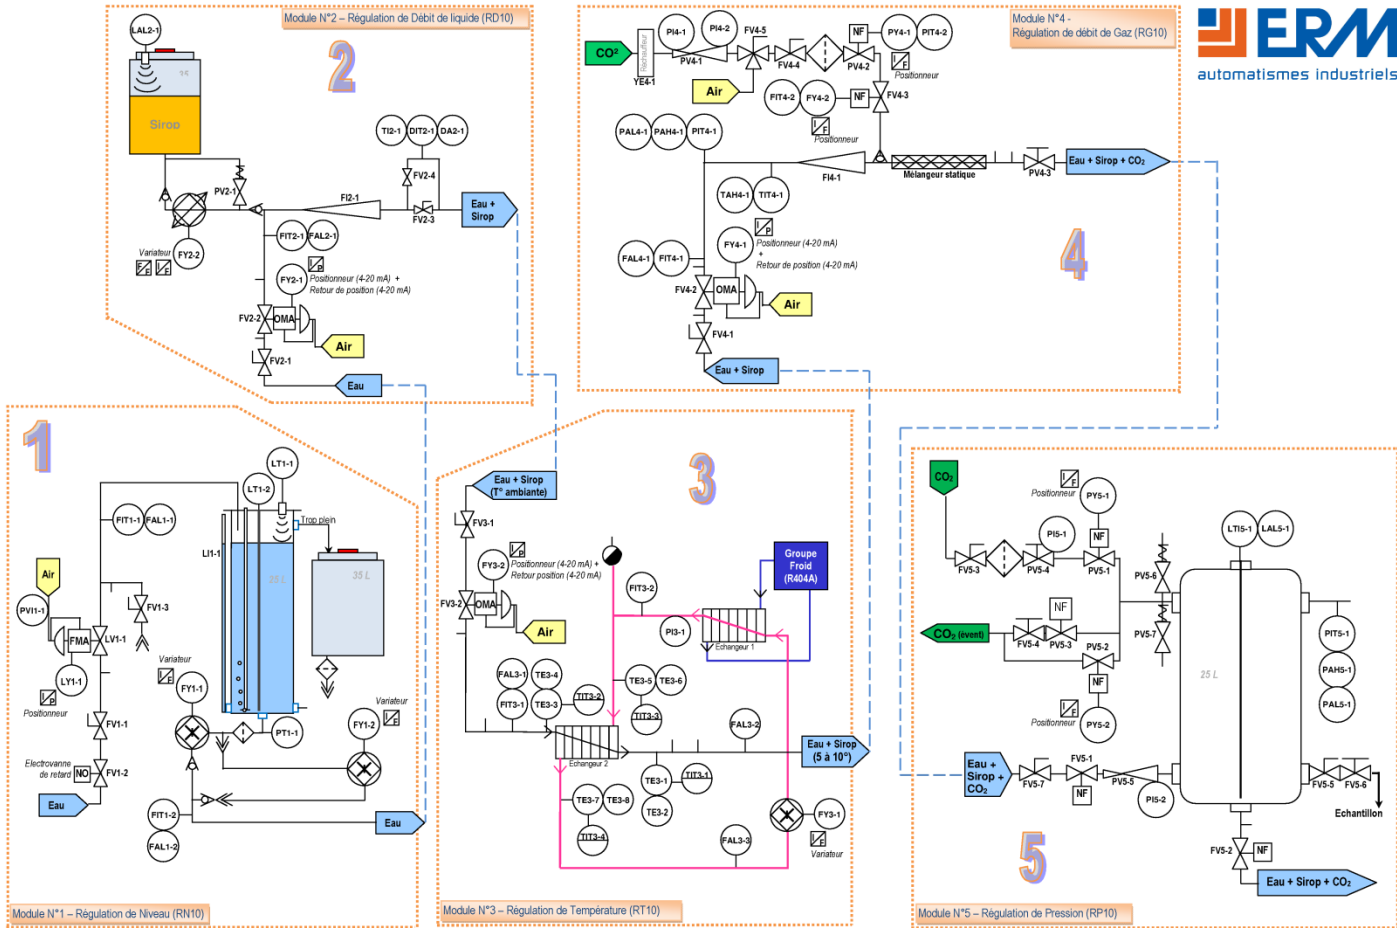 Module N°2 – Régulation de Débit de liquide (RD10)
2
LAL2-1
35
Sirop
PV2-1
Variateur
F/F
I/F
FY2-2
FI2-1
TI2-1
DIT2-1
DA2-1
FV2-4
FV2-3
Eau +
Sirop
FIT2-1
FAL2-1
FY2-1
I/P
Positionneur (4-20 mA) +
Retour de position (4-20 mA)
FV2-2
OMA
Air
FV2-1
Eau
Module N°4 -
Régulation de débit de Gaz (RG10)
4
CO²
Réchauffeur
YE4-1
PI4-1
PI4-2
PV4-1
FV4-5
FV4-4
Air
NF
PV4-2
PY4-1
PIT4-2
I/F
Positionneur
FIT4-2
FY4-2
NF
FV4-3
I/F
Positionneur
PAL4-1
PAH4-1
PIT4-1
FI4-1
Mélangeur statique
PV4-3
Eau + Sirop + CO₂
TAH4-1
TIT4-1
FY4-1
I/P
Positionneur (4-20 mA)
+
Retour de position (4-20 mA)
FAL4-1
FIT4-1
FV4-2
OMA
Air
FV4-1
Eau + Sirop
ERM
automatismes industriels
1
LT1-1
LT1-2
Trop plein
FIT1-1
FAL1-1
LI1-1
25 L
35 L
Air
PVI1-1
FMA
LV1-1
FV1-3
LY1-1
I/P
Positionneur
FV1-1
Electrovanne
de retard
NO
FV1-2
Eau
Variateur
I/F
FY1-1
PT1-1
Variateur
FY1-2
I/F
FIT1-2
FAL1-2
Eau
Module N°1 – Régulation de Niveau (RN10)
3
Eau + Sirop
(T° ambiante)
FV3-1
FY3-2
I/P
Positionneur (4-20 mA) +
Retour position (4-20 mA)
FV3-2
OMA
Air
FIT3-2
PI3-1
Groupe
Froid
(R404A)
Echangeur 1
FAL3-1
TE3-4
FIT3-1
TE3-3
TIT3-2
TE3-5
TE3-6
TIT3-3
Echangeur 2
FAL3-2
Eau + Sirop
(5 à 10°)
TE3-1
TIT3-1
TE3-2
TE3-7
TE3-8
TIT3-4
FAL3-3
FY3-1
I/F
Variateur
Module N°3 – Régulation de Température (RT10)
5
CO₂
I/F
Positionneur
PY5-1
NF
PI5-1
PV5-3
PV5-4
PV5-1
PV5-6
LTI5-1
LAL5-1
CO₂ (évent)
NF
PV5-4
PV5-3
PV5-2
PV5-7
NF
I/F
Positionneur
PY5-2
25 L
PIT5-1
PAH5-1
PAL5-1
Eau +
Sirop +
CO₂
FV5-7
FV5-1
NF
PV5-5
PI5-2
FV5-5
FV5-6
Echantillon
FV5-2
NF
Eau + Sirop + CO₂
Module N°5 – Régulation de Pression (RP10)